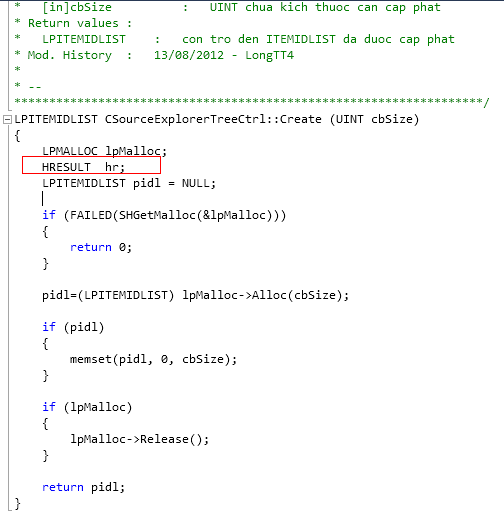 *   [in]cbSize          :   UINT chua kich thuoc can cap phat
* Return values :
*   LPITEMIDLIST    :   con tro den ITEMIDLIST da duoc cap phat
* Mod. History  :   13/08/2012 - LongTT4
*
* --
*******************************************************************/
LPITEMIDLIST CSourceExplorerTreeCtrl::Create (UINT cbSize)
{
    LPMALLOC lpMalloc;
    HRESULT  hr;
    LPITEMIDLIST pidl = NULL;

    if (FAILED(SHGetMalloc(&lpMalloc)))
    {
        return 0;
    }

    pidl=(LPITEMIDLIST) lpMalloc->Alloc(cbSize);

    if (pidl)
    {
        memset(pidl, 0, cbSize);
    }

    if (lpMalloc)
    {
        lpMalloc->Release();
    }

    return pidl;
}